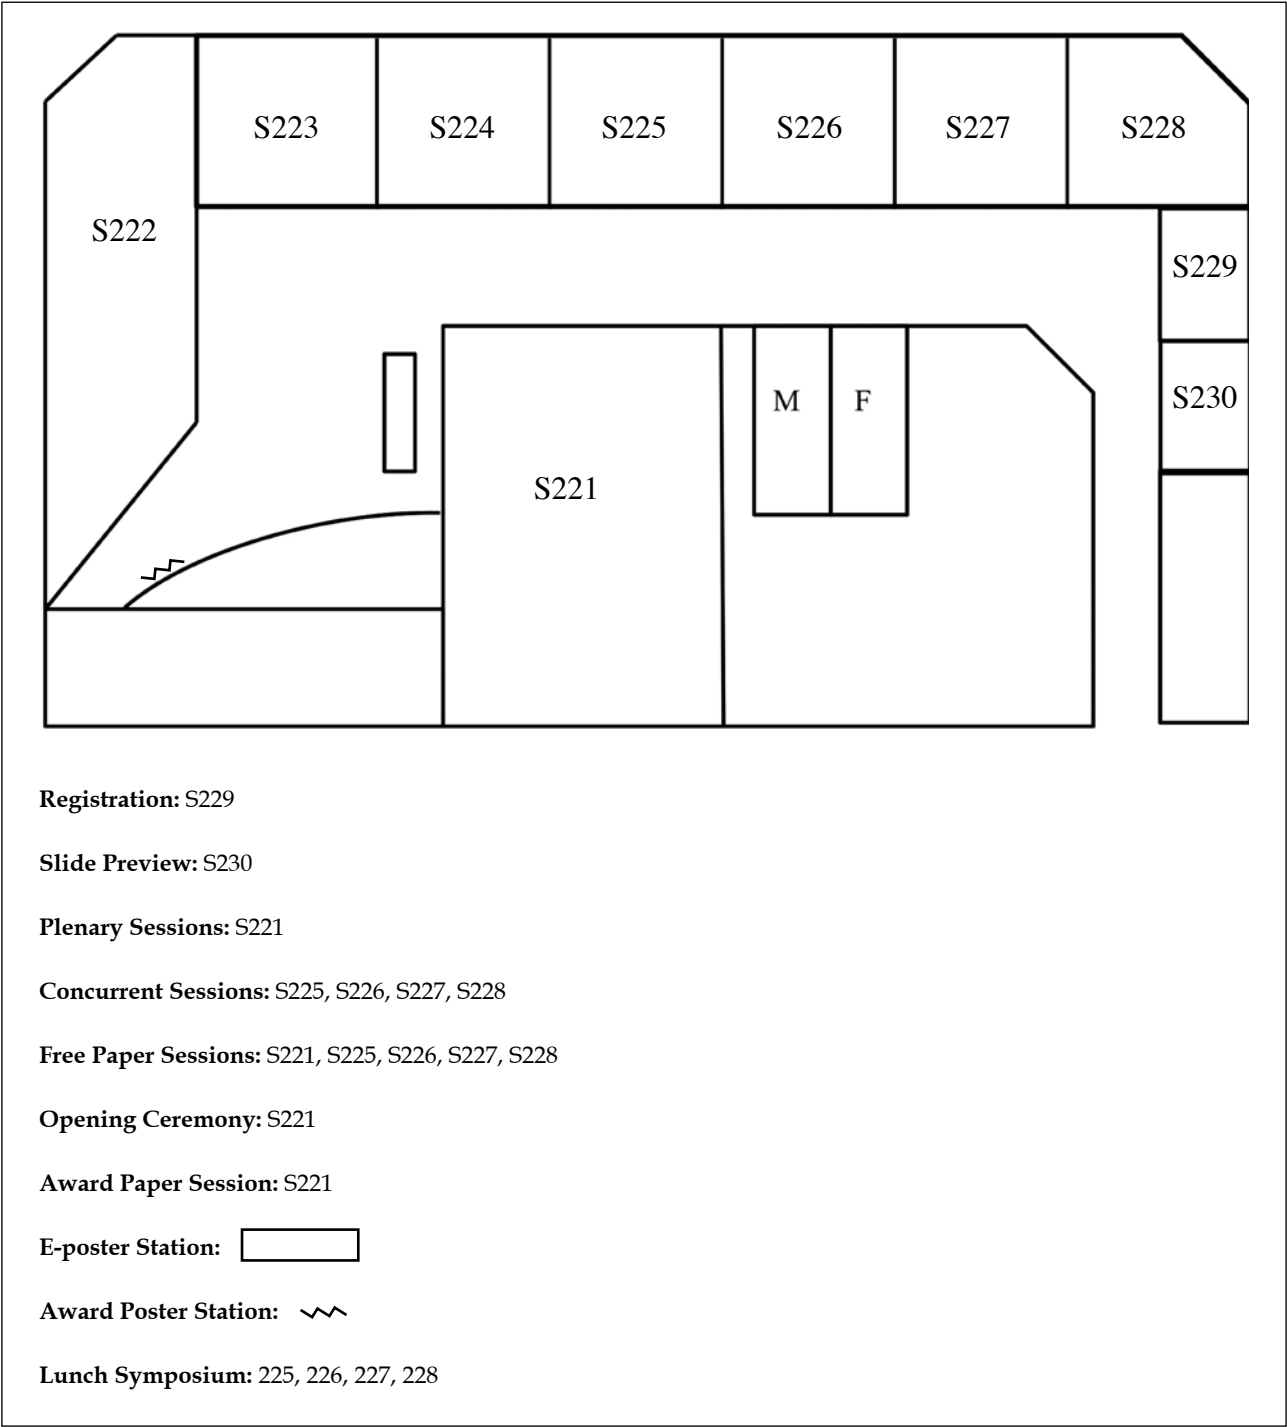 S223
S224
S225
S226
S227
S228
S222
S229
S230
M
F
S221
Registration: S229
Slide Preview: S230
Plenary Sessions: S221
Concurrent Sessions: S225, S226, S227, S228
Free Paper Sessions: S221, S225, S226, S227, S228
Opening Ceremony: S221
Award Paper Session: S221
E-poster Station:
Award Poster Station:
Lunch Symposium: 225, 226, 227, 228